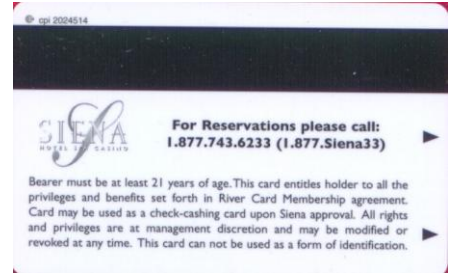 cpi 2024514
SIENA
HOTEL SPA CASINO
For Reservations please call:
1.877.743.6233 (1.877.Siena33)
Bearer must be at least 21 years of age. This card entitles holder to all the
privileges and benefits set forth in River Card Membership agreement.
Card may be used as a check-cashing card upon Siena approval. All rights
and privileges are at management discretion and may be modified or
revoked at any time. This card can not be used as a form of identification.